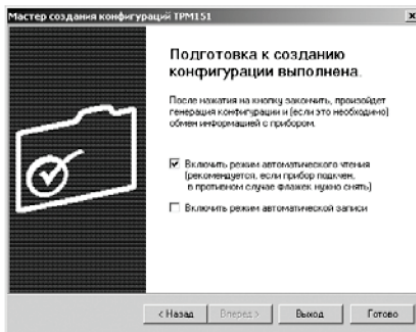 Мастер создания конфигураций ТРМ151
Подготовка к созданию
конфигурации выполнена.
После нажатия на кнопку закончить, произойдет
генерация конфигурации и (если это необходимо)
обмен информацией с прибором.
Включить режим автоматического чтения
(рекомендуется, если прибор подкчен,
в противном случае флажек нужно снять)
Включить режим автоматической записи
< Назад
Вперед >
Выход
Готово